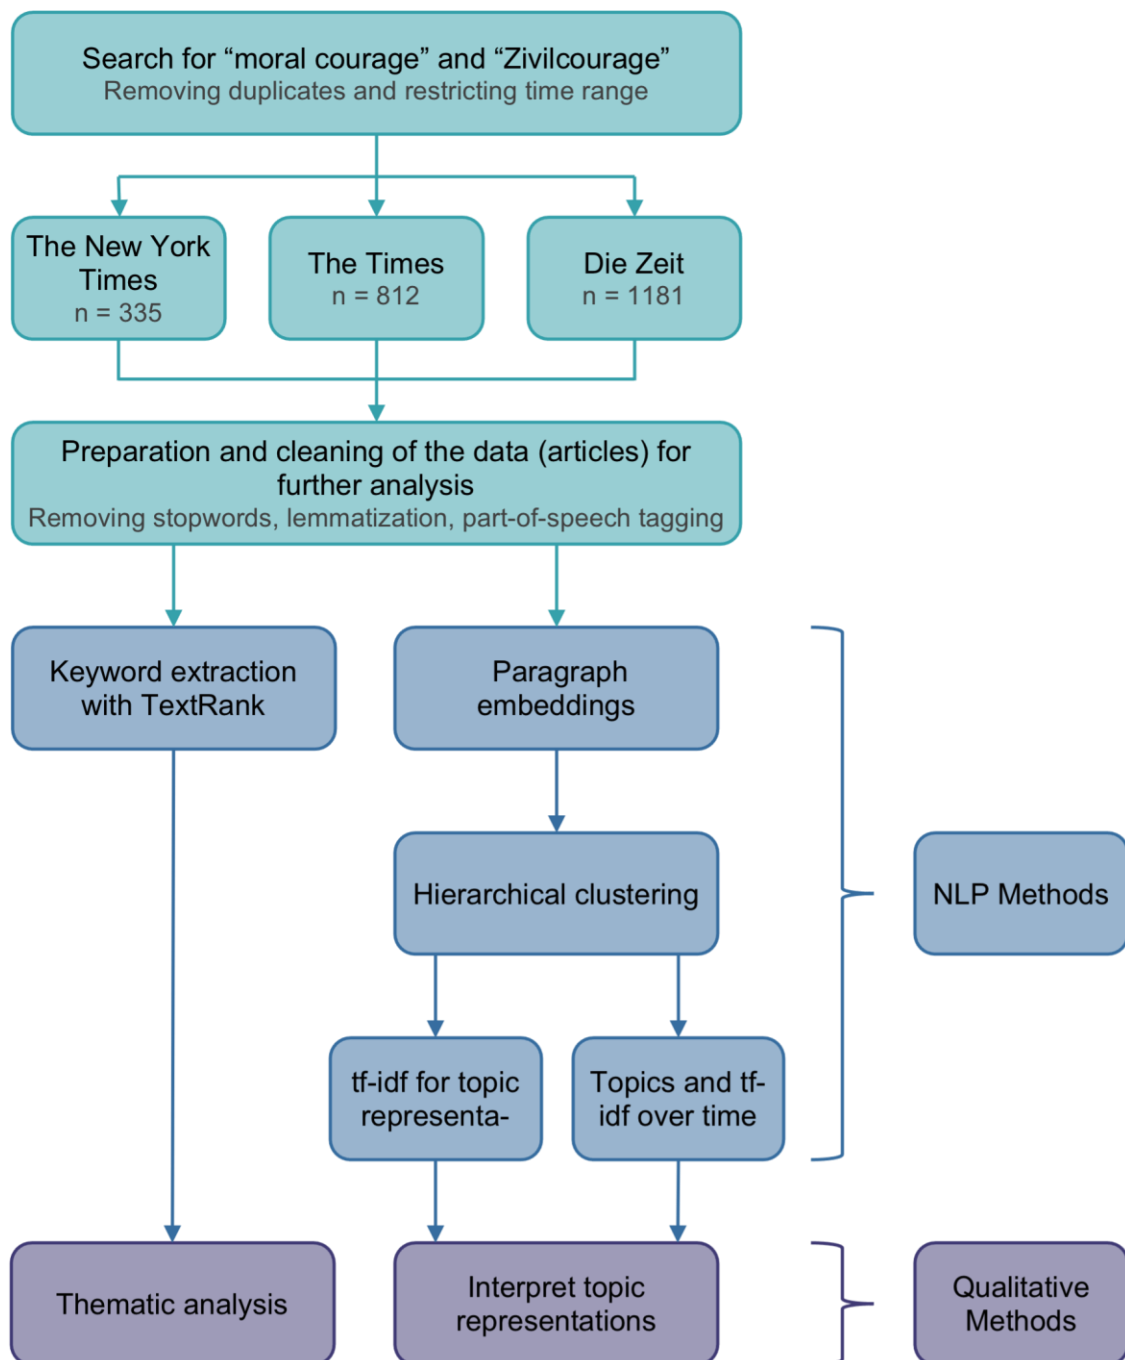 Search for “moral courage” and “Zivilcourage”
Removing duplicates and restricting time range
The New York
Times
n = 335
The Times
n = 812
Die Zeit
n = 1181
Preparation and cleaning of the data (articles) for
further analysis
Removing stopwords, lemmatization, part-of-speech tagging
Keyword extraction
with TextRank
Paragraph
embeddings
Hierarchical clustering
NLP Methods
tf-idf for topic
representa-
Topics and tf-
idf over time
Thematic analysis
Interpret topic
representations
Qualitative
Methods